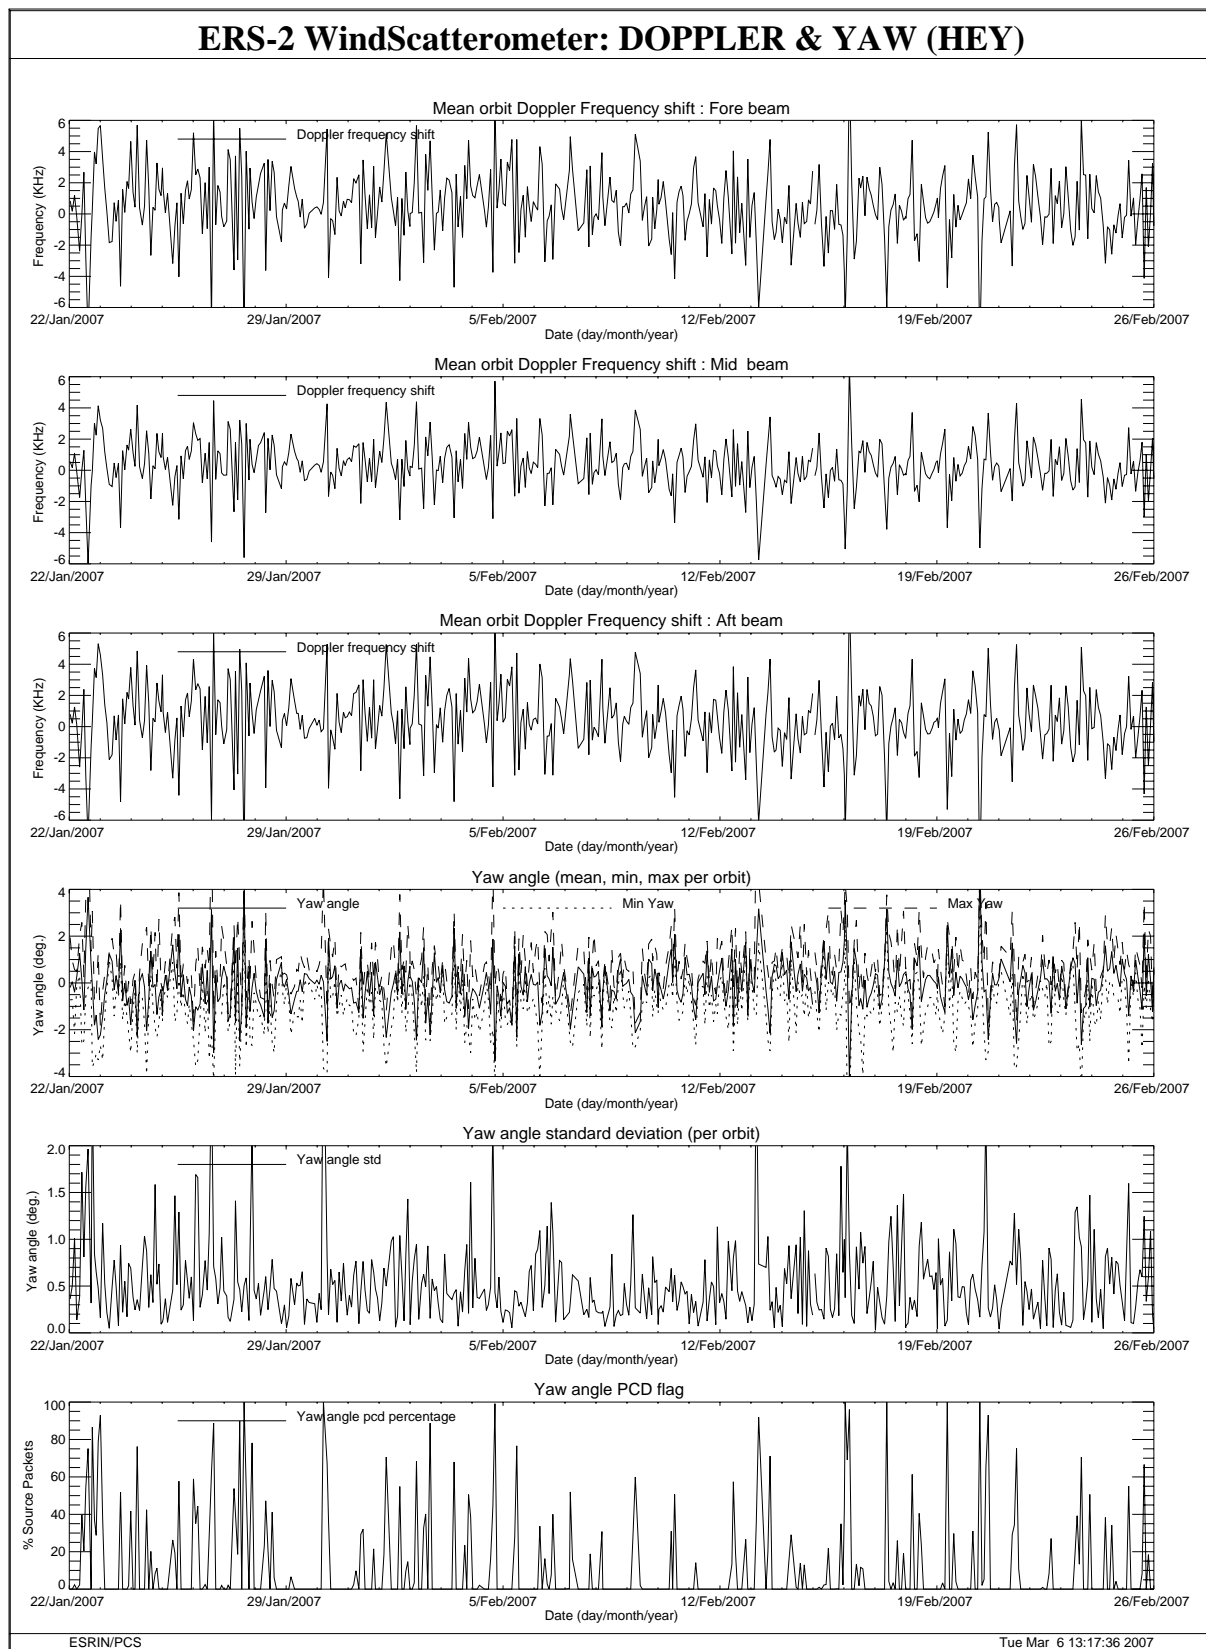 ERS-2 WindScatterometer: DOPPLER & YAW (HEY)
Mean orbit Doppler Frequency shift : Fore beam
Doppler frequency shift
Frequency (KHz)
6
4
2
0
-2
-4
-6
22/Jan/2007 29/Jan/2007 5/Feb/2007 12/Feb/2007 19/Feb/2007 26/Feb/2007
Date (day/month/year)
Mean orbit Doppler Frequency shift : Mid beam
Doppler frequency shift
Frequency (KHz)
6
4
2
0
-2
-4
-6
22/Jan/2007 29/Jan/2007 5/Feb/2007 12/Feb/2007 19/Feb/2007 26/Feb/2007
Date (day/month/year)
Mean orbit Doppler Frequency shift : Aft beam
Doppler frequency shift
Frequency (KHz)
6
4
2
0
-2
-4
-6
22/Jan/2007 29/Jan/2007 5/Feb/2007 12/Feb/2007 19/Feb/2007 26/Feb/2007
Date (day/month/year)
Yaw angle (mean, min, max per orbit)
Yaw angle Min Yaw Max Yaw
Yaw angle (deg.)
4
2
0
-2
-4
22/Jan/2007 29/Jan/2007 5/Feb/2007 12/Feb/2007 19/Feb/2007 26/Feb/2007
Date (day/month/year)
Yaw angle standard deviation (per orbit)
Yaw angle std
Yaw angle (deg.)
2.0
1.5
1.0
0.5
0.0
22/Jan/2007 29/Jan/2007 5/Feb/2007 12/Feb/2007 19/Feb/2007 26/Feb/2007
Date (day/month/year)
Yaw angle PCD flag
Yaw angle pcd percentage
% Source Packets
100
80
60
40
20
0
22/Jan/2007 29/Jan/2007 5/Feb/2007 12/Feb/2007 19/Feb/2007 26/Feb/2007
Date (day/month/year)
ESRIN/PCS Tue Mar 6 13:17:36 2007